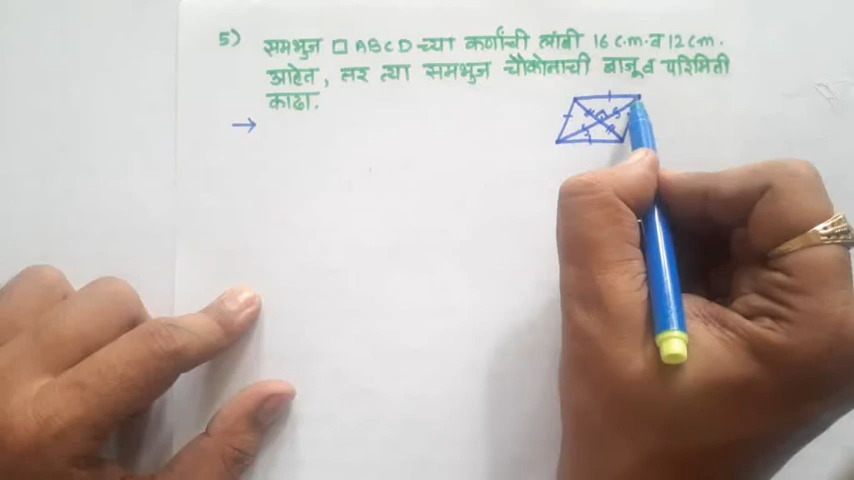 5) समभुज □ ABCD च्या कर्णांची लांबी 16 c.m. व 12 c.m.
आहेत, तर त्या समभुज चौकोनाची बाजू व परिमिती
काढा.
→